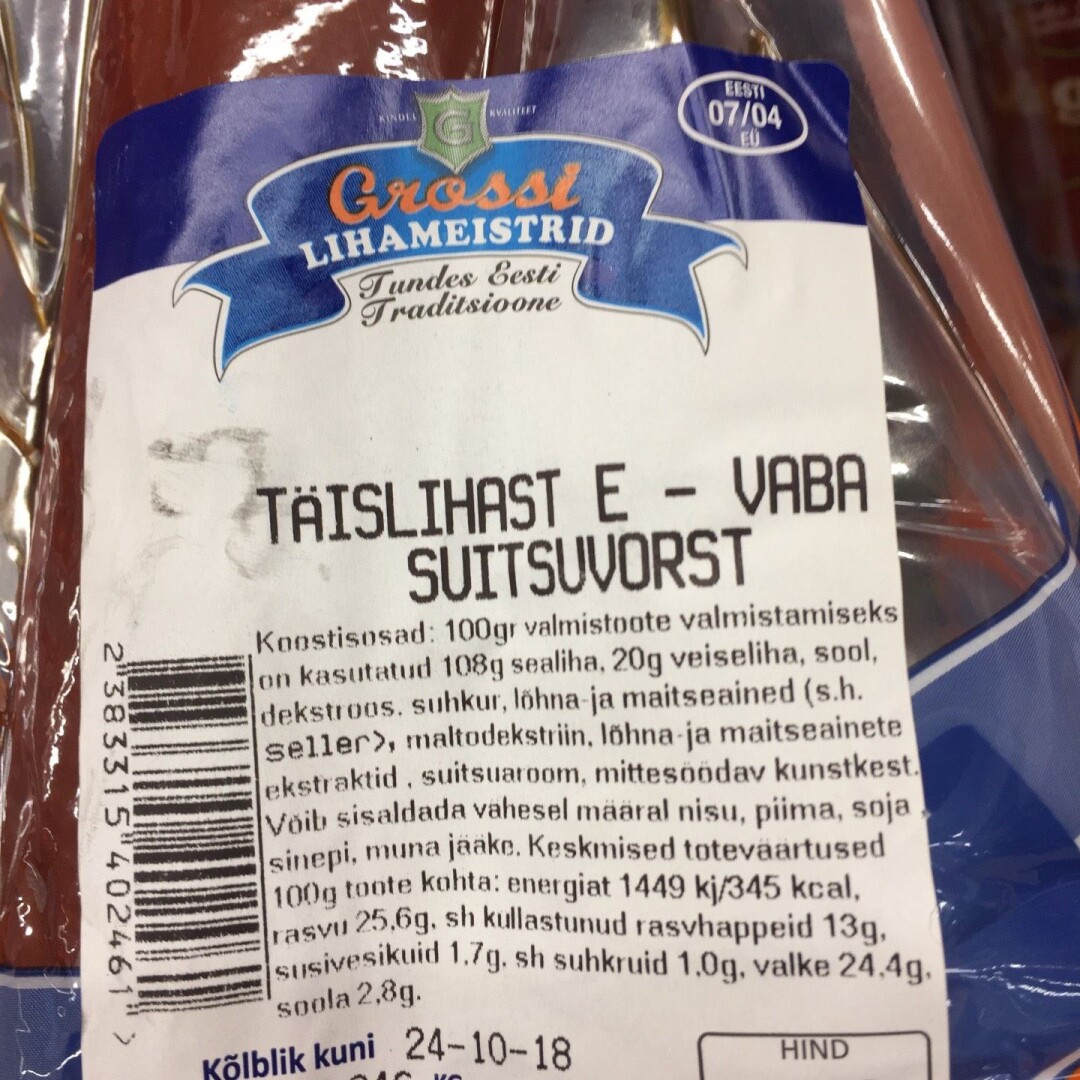 EESTI
07/04
EÜ
KINDEL KVALITEET
G
Grossi
LIHAMEISTRID
Tundes Eesti
Traditsioone
TÄISLIHAST E - VABA
SUITSUVORST
Koostisosad: 100gr valmistoote valmistamiseks
on kasutatud 108g sealiha, 20g veiseliha, sool,
dekstroos. suhkur, lõhna-ja maitseained (s.h.
seller>, maltodekstriin, lõhna-ja maitseainete
ekstraktid , suitsuaroom, mittesöödav kunstkest.
Võib sisaldada vähesel määral nisu, piima, soja ,
sinepi, muna jääke. Keskmised toteväärtused
100g toote kohta: energiat 1449 kj/345 kcal,
rasvu 25,6g, sh kullastunud rasvhappeid 13g,
susivesikuid 1,7g. sh suhkruid 1,0g, valke 24,4g,
soola 2,8g.
2 383315 402461 >
Kõlblik kuni 24-10-18
HIND